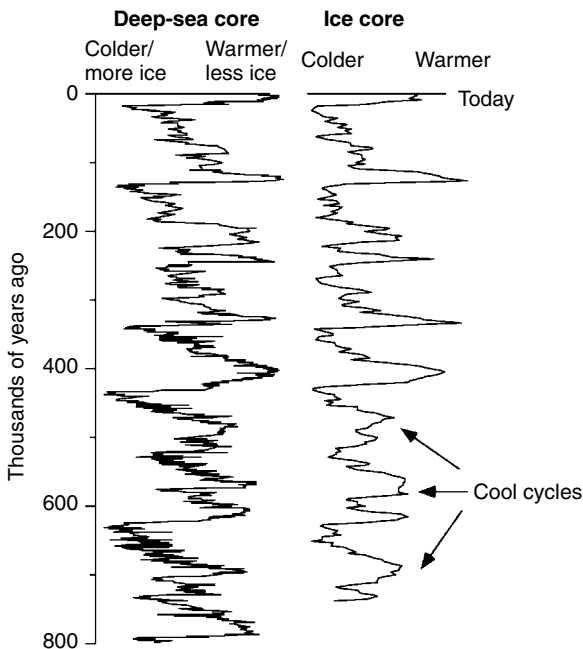 Deep-sea core
Ice core
Colder/
more ice
Warmer/
less ice
Colder
Warmer
0
Today
200
400
600
800
Thousands of years ago
Cool cycles